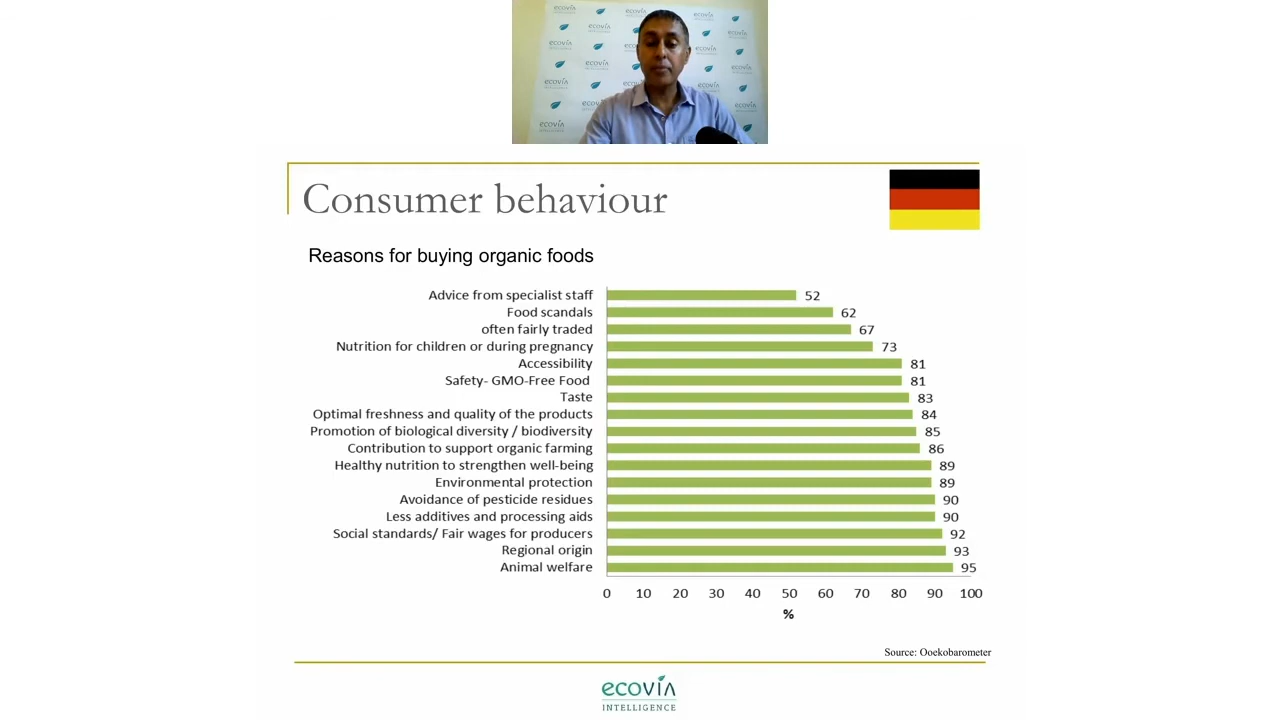 ecovia
INTELLIGENCE
Consumer behaviour
Reasons for buying organic foods
Advice from specialist staff 52
Food scandals 62
often fairly traded 67
Nutrition for children or during pregnancy 73
Accessibility 81
Safety- GMO-Free Food 81
Taste 83
Optimal freshness and quality of the products 84
Promotion of biological diversity / biodiversity 85
Contribution to support organic farming 86
Healthy nutrition to strengthen well-being 89
Environmental protection 89
Avoidance of pesticide residues 90
Less additives and processing aids 90
Social standards/ Fair wages for producers 92
Regional origin 93
Animal welfare 95
0 10 20 30 40 50 60 70 80 90 100
%
Source: Ooekobarometer
ecovia
INTELLIGENCE